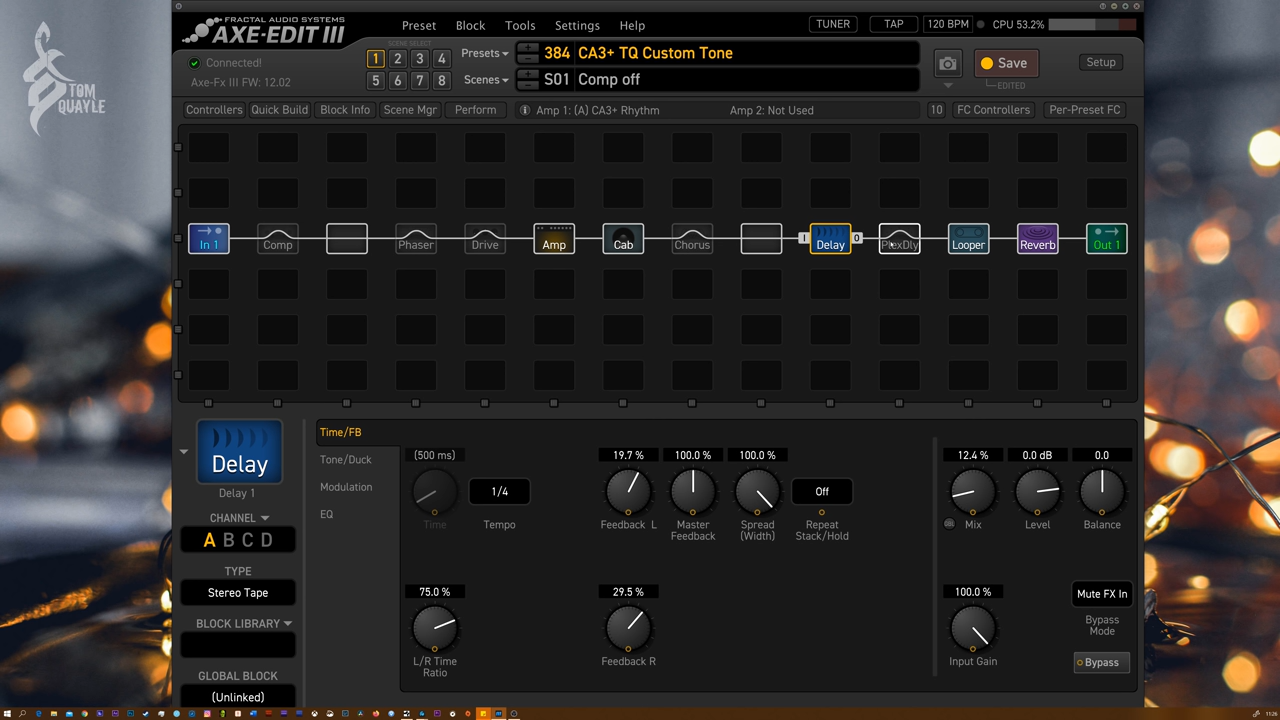 TOM
QUAYLE
FRACTAL AUDIO SYSTEMS
AXE-EDIT III
Preset Block Tools Settings Help
TUNER TAP 120 BPM CPU 53.2%
Connected!
Axe-Fx III FW: 12.02
SCENE SELECT
1 2 3 4
5 6 7 8
Presets 384 CA3+ TQ Custom Tone
Scenes S01 Comp off
Save
EDITED
Setup
Controllers Quick Build Block Info Scene Mgr Perform Amp 1: (A) CA3+ Rhythm Amp 2: Not Used 10 FC Controllers Per-Preset FC
In 1 Comp Phaser Drive Amp Cab Chorus I Delay O PlexDly Looper Reverb Out 1
Delay
Delay 1
CHANNEL
A B C D
TYPE
Stereo Tape
BLOCK LIBRARY
GLOBAL BLOCK
(Unlinked)
Time/FB
Tone/Duck
Modulation
EQ
(500 ms) 19.7 % 100.0 % 100.0 % 12.4 % 0.0 dB 0.0
1/4 Off
Time Tempo Feedback L Master Feedback Spread (Width) Repeat Stack/Hold Mix Level Balance
75.0 % 29.5 % 100.0 % Mute FX In
L/R Time Ratio Feedback R Input Gain Bypass Mode
Bypass
11:26